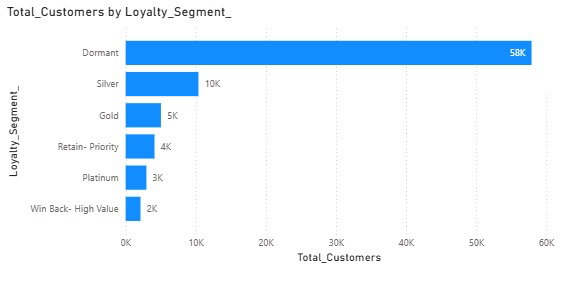 Total_Customers by Loyalty_Segment_
Loyalty_Segment_
Dormant 58K
Silver 10K
Gold 5K
Retain- Priority 4K
Platinum 3K
Win Back- High Value 2K
0K 10K 20K 30K 40K 50K 60K
Total_Customers